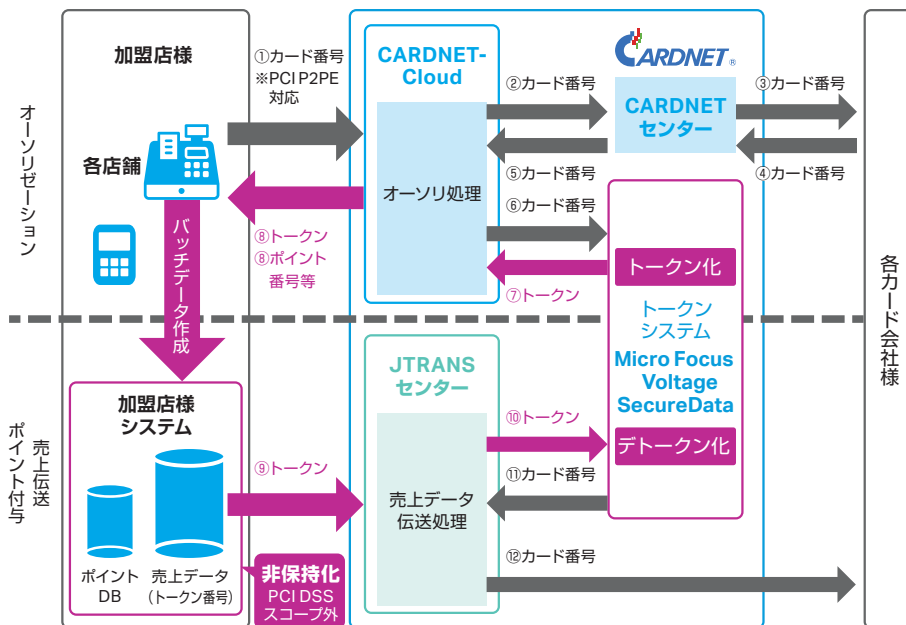 加盟店様
①カード番号
※PCI P2PE
対応
CARDNET-
Cloud
CARDNET®
②カード番号
③カード番号
CARDNET
センター
オーソリゼーション
各店舗
オーソリ処理
⑤カード番号
④カード番号
⑥カード番号
⑧トークン
⑧ポイント
番号等
トークン化
⑦トークン
バッチデータ作成
トークン
システム
Micro Focus
Voltage
SecureData
各カード会社様
JTRANS
センター
加盟店様
システム
⑩トークン
デトークン化
売上伝送
ポイント付与
⑨トークン
⑪カード番号
売上データ
伝送処理
⑫カード番号
ポイント
DB
売上データ
(トークン番号)
非保持化
PCI DSS
スコープ外